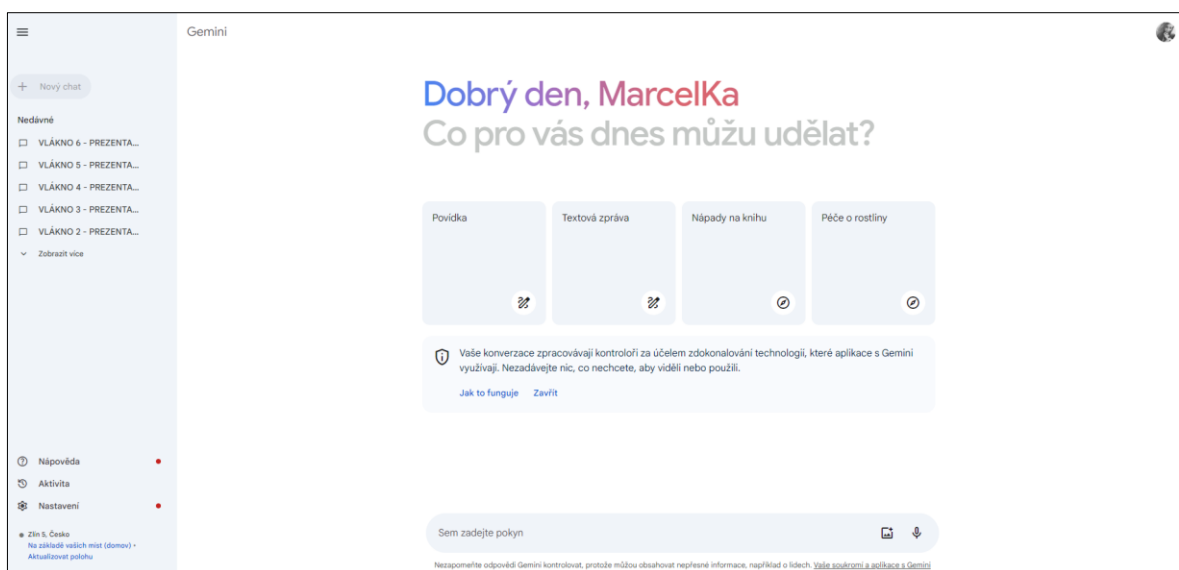 Gemini
Nový chat
Nedávné
VLÁKNO 6 - PREZENTA...
VLÁKNO 5 - PREZENTA...
VLÁKNO 4 - PREZENTA...
VLÁKNO 3 - PREZENTA...
VLÁKNO 2 - PREZENTA...
Zobrazit více
Nápověda
Aktivita
Nastavení
Zlín 5, Česko
Na základě vašich míst (domov) •
Aktualizovat polohu
Dobrý den, MarcelKa
Co pro vás dnes můžu udělat?
Povídka
Textová zpráva
Nápady na knihu
Péče o rostliny
Vaše konverzace zpracovávají kontroloři za účelem zdokonalování technologií, které aplikace s Gemini
využívají. Nezadávejte nic, co nechcete, aby viděli nebo použili.
Jak to funguje Zavřít
Sem zadejte pokyn
Nezapomeňte odpovědi Gemini kontrolovat, protože můžou obsahovat nepřesné informace, například o lidech. Vaše soukromí a aplikace s Gemini